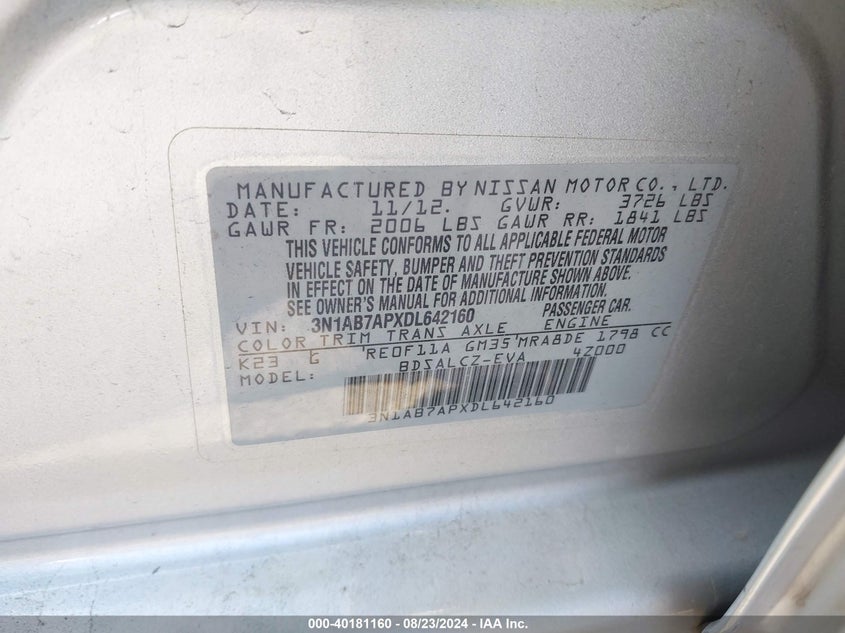 MANUFACTURED BY NISSAN MOTOR CO., LTD.
DATE: 11/12. GVWR: 3726 LBS
GAWR FR: 2006 LBS GAWR RR: 1841 LBS
THIS VEHICLE CONFORMS TO ALL APPLICABLE FEDERAL MOTOR
VEHICLE SAFETY, BUMPER AND THEFT PREVENTION STANDARDS
IN EFFECT ON THE DATE OF MANUFACTURE SHOWN ABOVE.
SEE OWNER'S MANUAL FOR ADDITIONAL INFORMATION.
VIN: 3N1AB7APXDL642160 PASSENGER CAR.
COLOR TRIM TRANS AXLE ENGINE
K23 G RE0F11A GM35 MRA8DE 1798 CC
MODEL: BDSALCZ-EVA 42000
3N1AB7APXDL642160
000-40181160 - 08/23/2024 - IAA Inc.